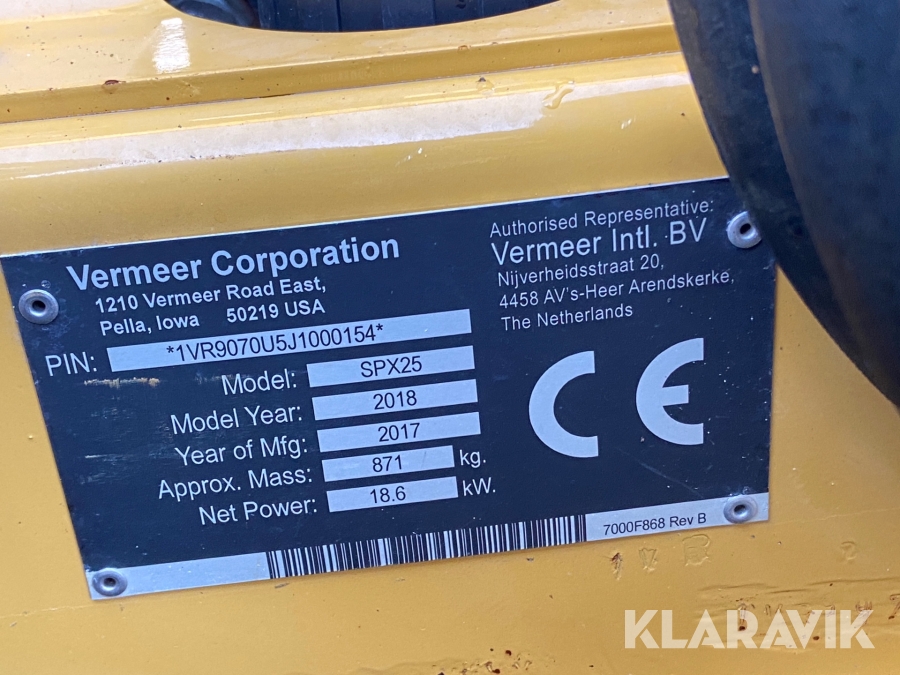 Vermeer Corporation
1210 Vermeer Road East,
Pella, Iowa 50219 USA
Authorised Representative:
Vermeer Intl. BV
Nijverheidsstraat 20,
4458 AV's-Heer Arendskerke,
The Netherlands
PIN: *1VR9070U5J1000154*
Model: SPX25
Model Year: 2018
Year of Mfg: 2017
Approx. Mass: 871 kg.
Net Power: 18.6 kW.
CE
7000F868 Rev B
KLARAVIK